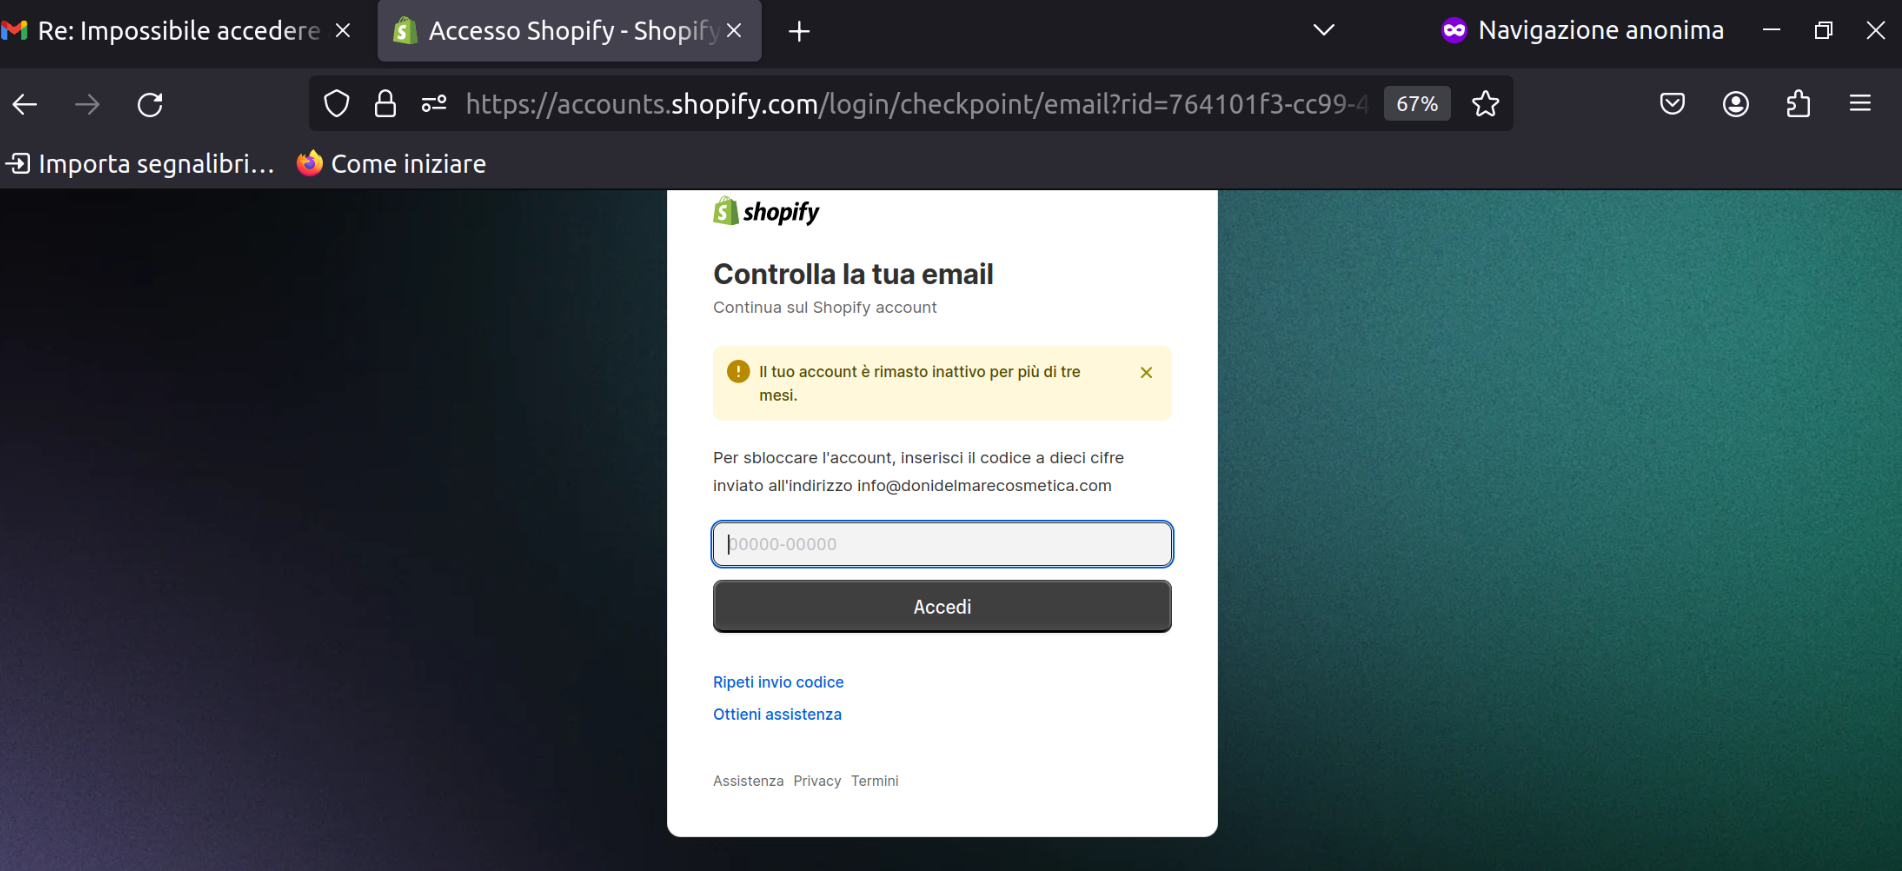 Re: Impossibile accedere
Accesso Shopify - Shopify
Navigazione anonima
https://accounts.shopify.com/login/checkpoint/email?rid=764101f3-cc99-4
67%
Importa segnalibri...
Come iniziare
shopify
Controlla la tua email
Continua sul Shopify account
Il tuo account è rimasto inattivo per più di tre
mesi.
Per sbloccare l'account, inserisci il codice a dieci cifre
inviato all'indirizzo info@donidelmarecosmetica.com
00000-00000
Accedi
Ripeti invio codice
Ottieni assistenza
Assistenza Privacy Termini